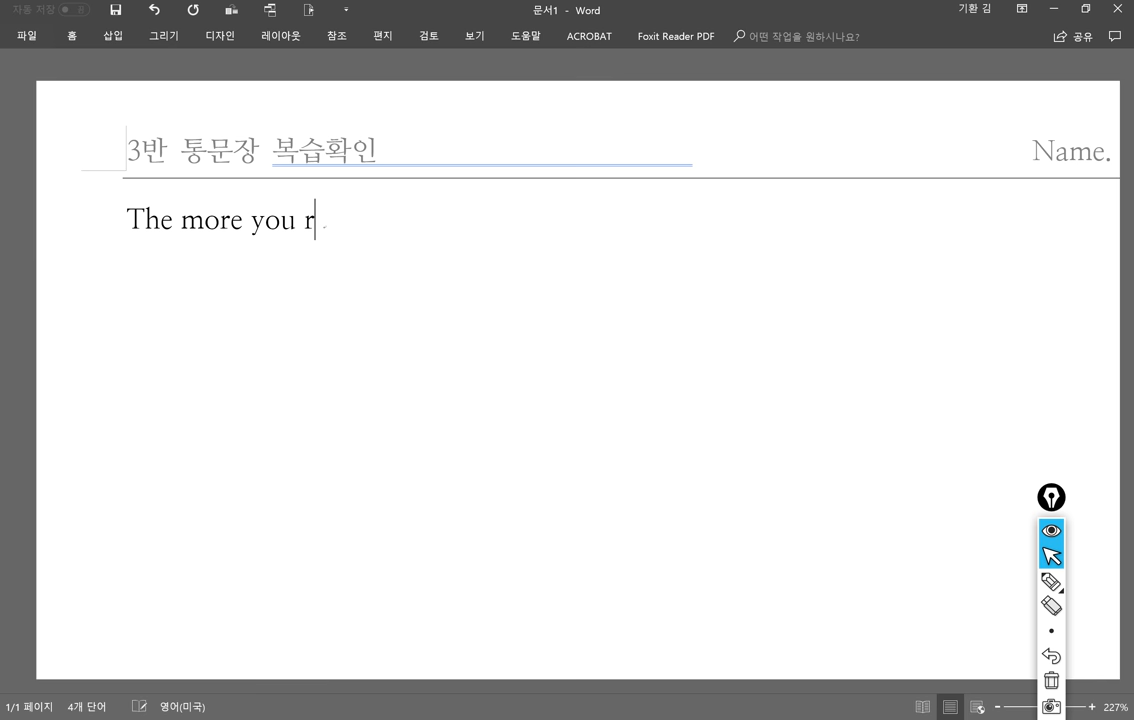 자동 저장
문서1 - Word
기환 김
파일 홈 삽입 그리기 디자인 레이아웃 참조 편지 검토 보기 도움말 ACROBAT Foxit Reader PDF 어떤 작업을 원하시나요? 공유
3반 통문장 복습확인 Name.
The more you r
1/1 페이지 4개 단어 영어(미국) 227%